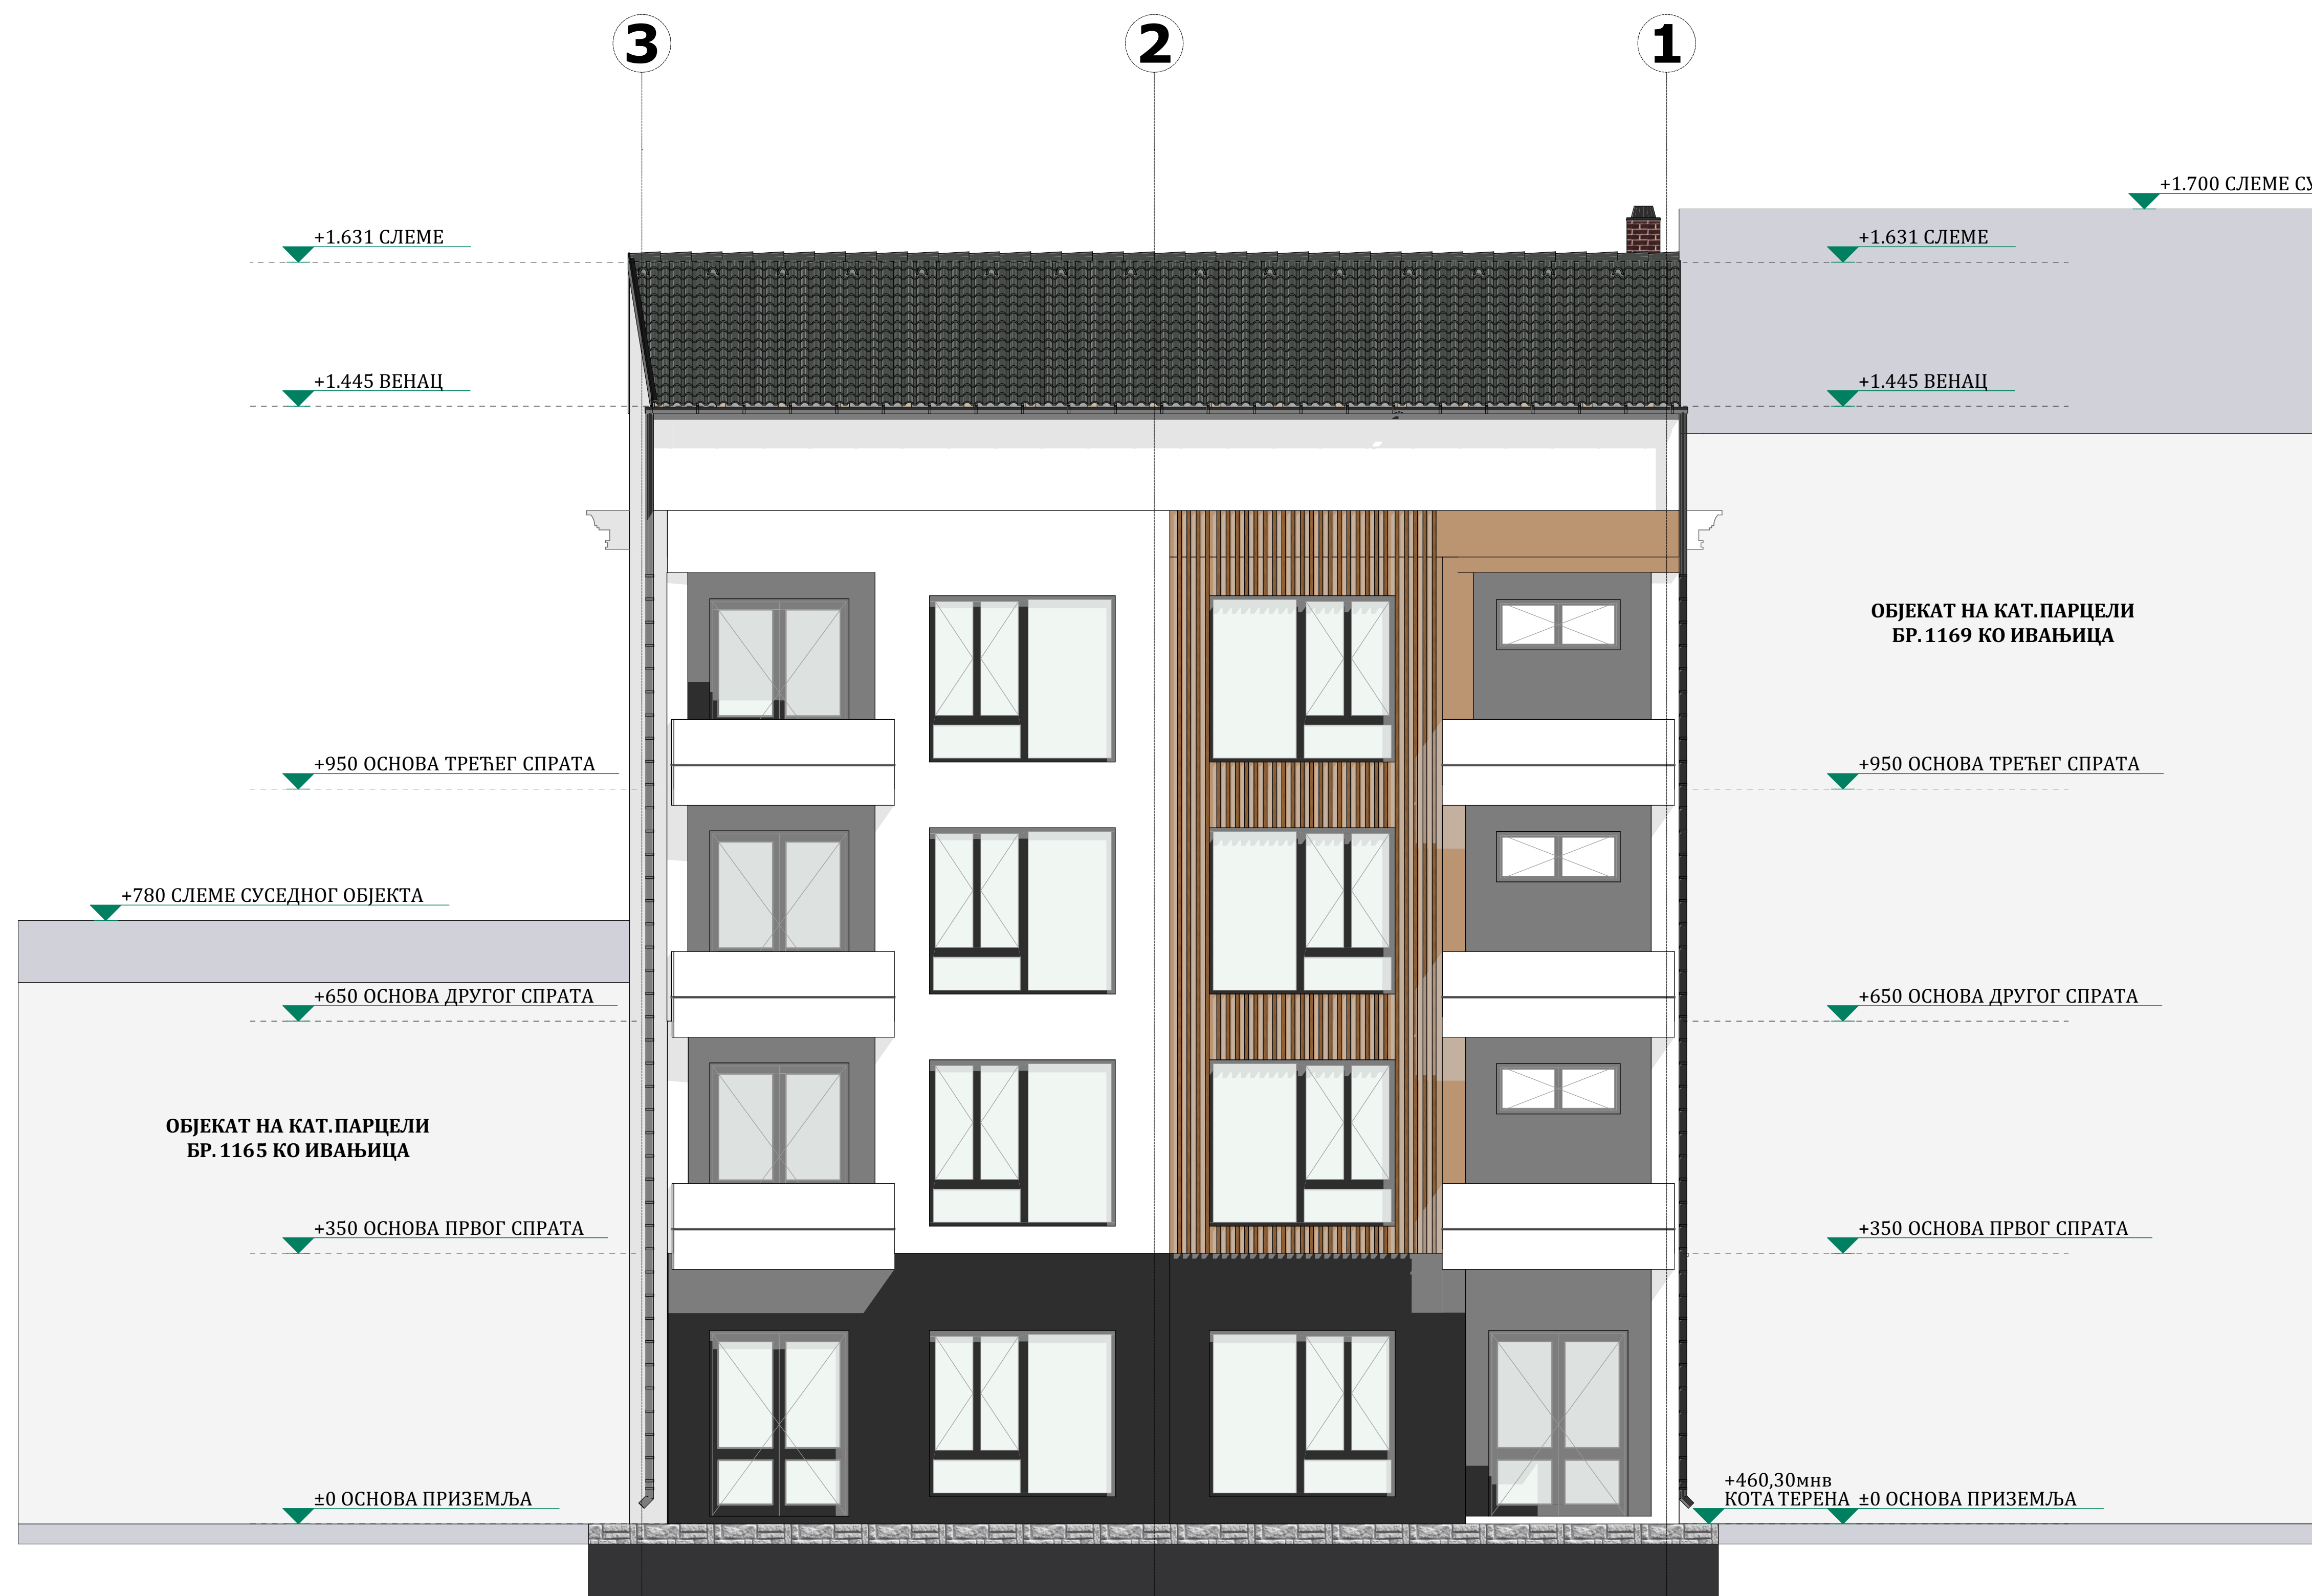 3
2
1
+1.700 СЛЕМЕ
+1.631 СЛЕМЕ
+1.631 СЛЕМЕ
+1.445 ВЕНАЦ
+1.445 ВЕНАЦ
ОБЈЕКАТ НА КАТ.ПАРЦЕЛИ
БР. 1169 КО ИВАЊИЦА
+950 ОСНОВА ТРЕЋЕГ СПРАТА
+950 ОСНОВА ТРЕЋЕГ СПРАТА
+780 СЛЕМЕ СУСЕДНОГ ОБЈЕКТА
+650 ОСНОВА ДРУГОГ СПРАТА
+650 ОСНОВА ДРУГОГ СПРАТА
ОБЈЕКАТ НА КАТ.ПАРЦЕЛИ
БР. 1165 КО ИВАЊИЦА
+350 ОСНОВА ПРВОГ СПРАТА
+350 ОСНОВА ПРВОГ СПРАТА
±0 ОСНОВА ПРИЗЕМЉА
+460,30мнв
КОТА ТЕРЕНА
±0 ОСНОВА ПРИЗЕМЉА